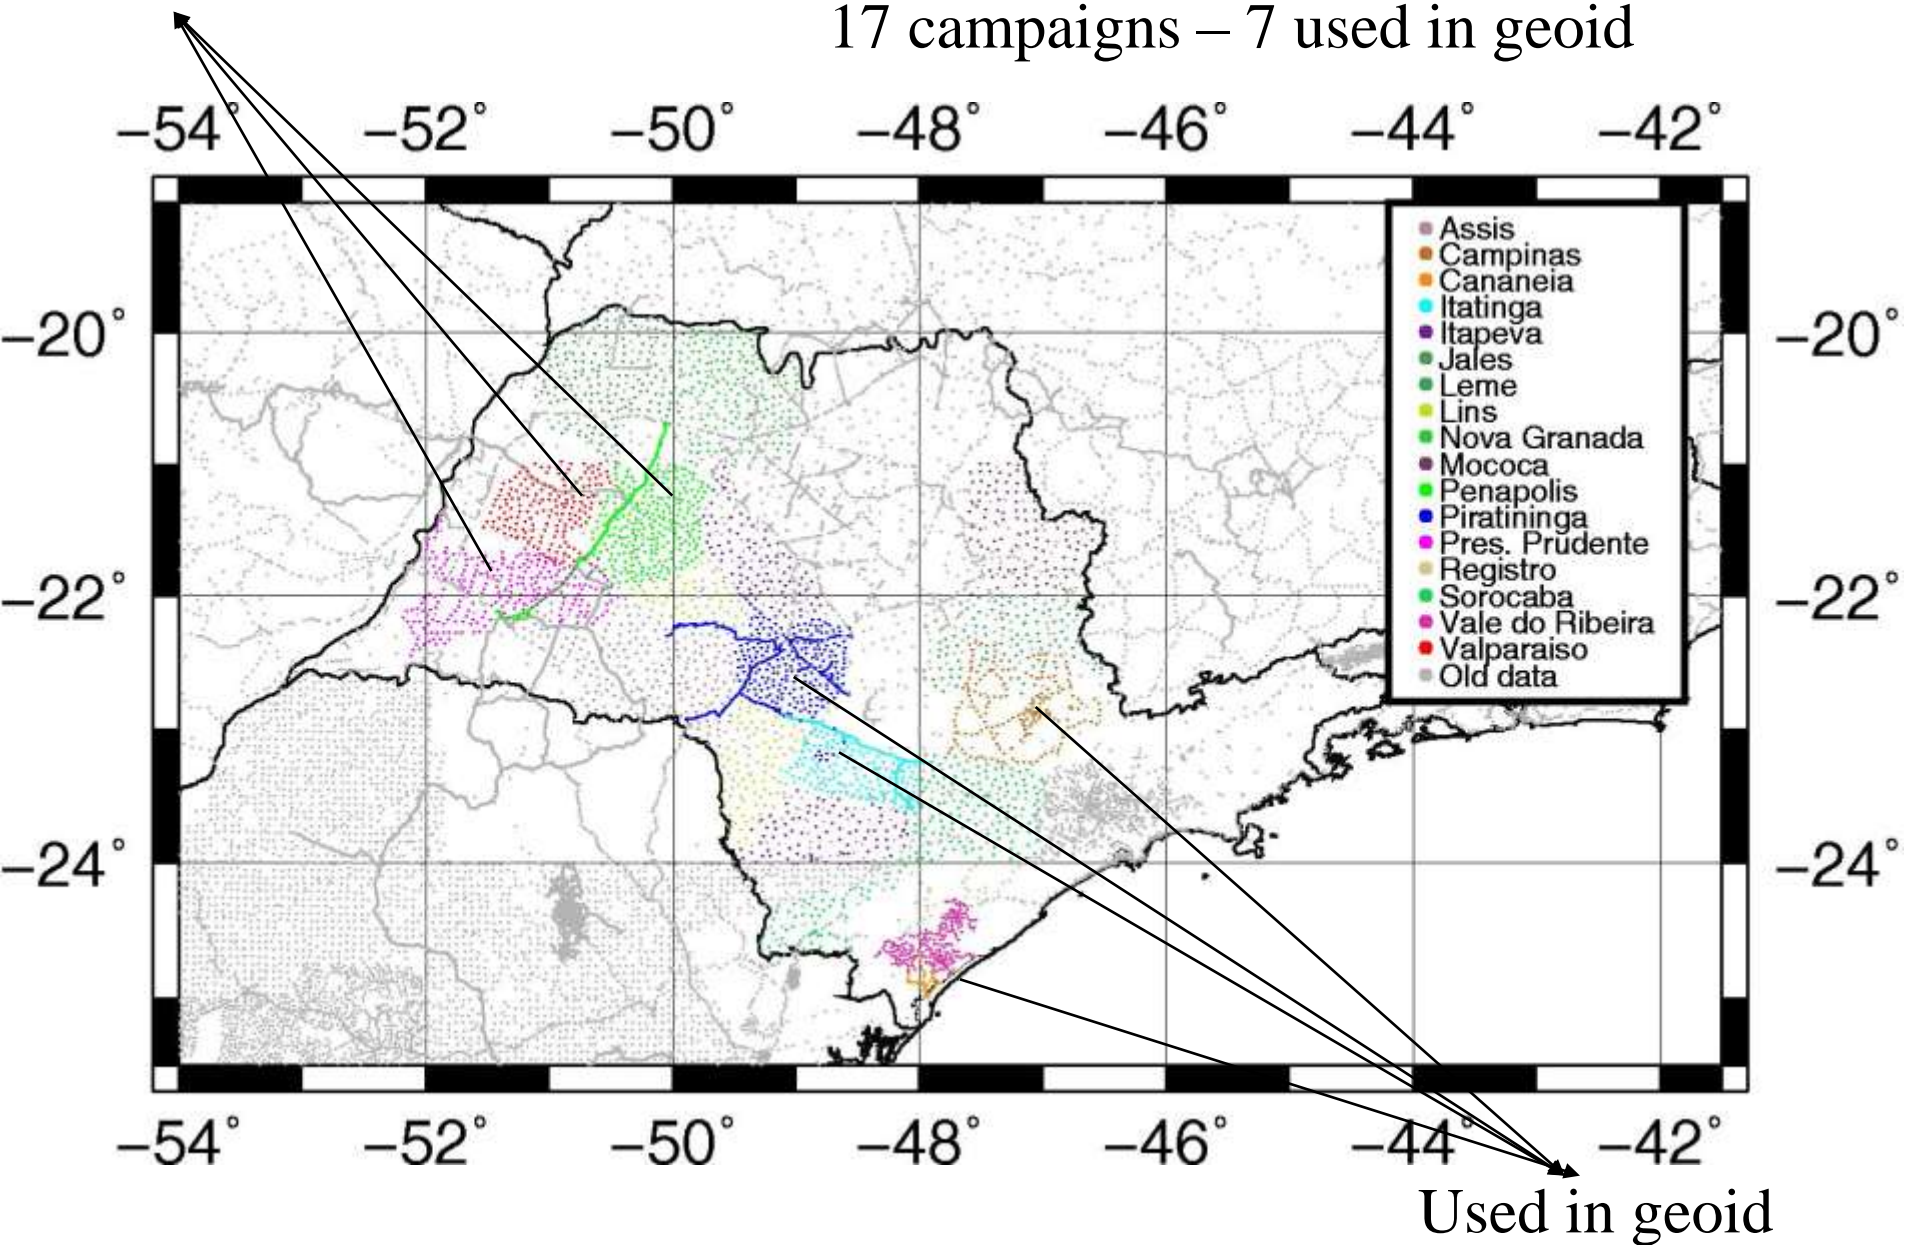 17 campaigns – 7 used in geoid
−54° −52° −50° −48° −46° −44° −42°
Assis
Campinas
Cananeia
Itatinga
Itapeva
Jales
Leme
Lins
Nova Granada
Mococa
Penapolis
Piratininga
Pres. Prudente
Registro
Sorocaba
Vale do Ribeira
Valparaiso
Old data
−20° −20°
−22° −22°
−24° −24°
−54° −52° −50° −48° −46° −44° −42°
Used in geoid